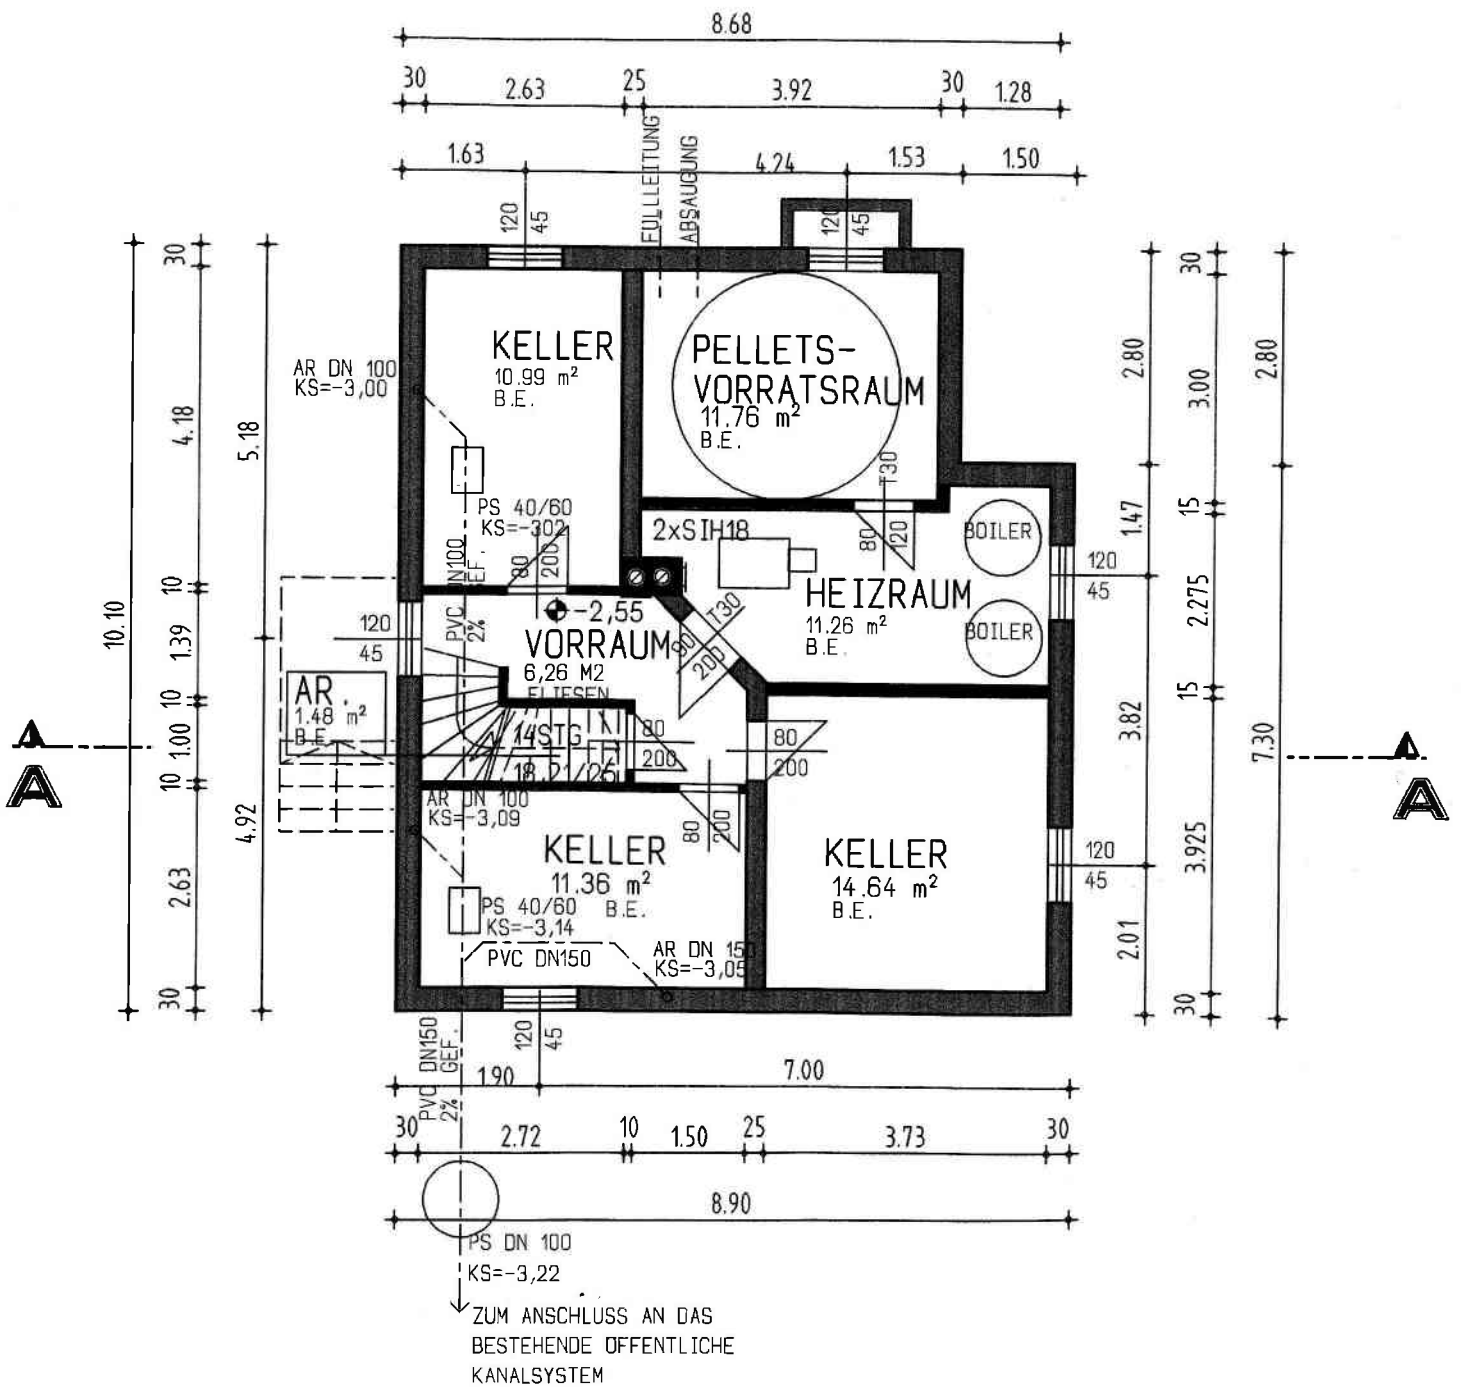 8.68
30 2.63 25 3.92 30 1.28
1.63 4.24 1.53 1.50
FÜLLLEITUNG
ABSAUGUNG
120
45
120
45
30
4.18
10
1.39
10
1.00
10
2.63
30
5.18
4.92
10.10
AR DN 100
KS=-3,00
KELLER
10.99 m²
B.E.
PELLETS-
VORRATSRAUM
11.76 m²
B.E.
PS 40/60
KS=-302
80
200
PVC DN100
2% GEF.
2xSIH18
T30
80
120
BOILER
HEIZRAUM
11.26 m²
B.E.
BOILER
120
45
120
45
-2,55
VORRAUM
6,26 M2
FLIESEN
T30
80
200
AR.
1.48 m²
B.E.
14STG
18.21/26
80
200
80
200
A
A
AR DN 100
KS=-3,09
80
200
KELLER
11.36 m²
B.E.
KELLER
14.64 m²
B.E.
120
45
PS 40/60
KS=-3,14
PVC DN150
AR DN 150
KS=-3,05
30
3.00
15
2.275
15
3.925
30
2.80
1.47
3.82
2.01
2.80
7.30
PVC DN150
2% GEF.
120
45
1.90 7.00
30 2.72 10 1.50 25 3.73 30
8.90
PS DN 100
KS=-3,22
ZUM ANSCHLUSS AN DAS
BESTEHENDE ÖFFENTLICHE
KANALSYSTEM